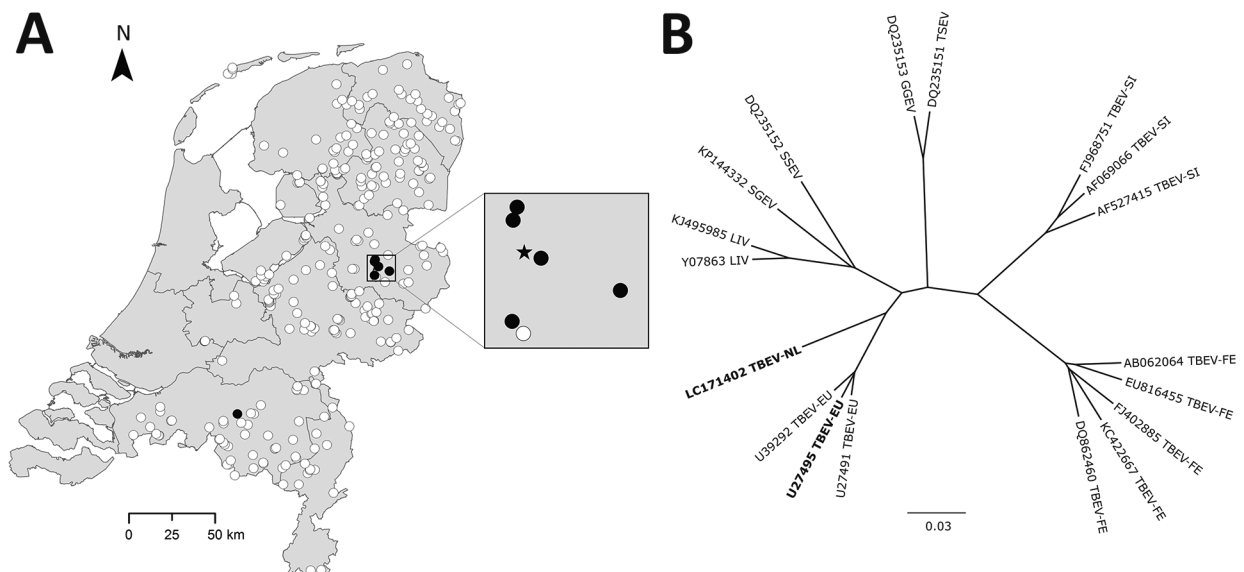 A
N
0 25 50 km
B
DQ235153 GGEV
DQ235151 TSEV
DQ235152 SSEV
KP144332 SGEV
KJ495985 LIV
Y07863 LIV
FJ968751 TBEV-SI
AF069066 TBEV-SI
AF527415 TBEV-SI
LC171402 TBEV-NL
U39292 TBEV-EU
U27495 TBEV-EU
U27491 TBEV-EU
AB062064 TBEV-FE
EU816455 TBEV-FE
FJ402885 TBEV-FE
KC422667 TBEV-FE
DQ862460 TBEV-FE
0.03